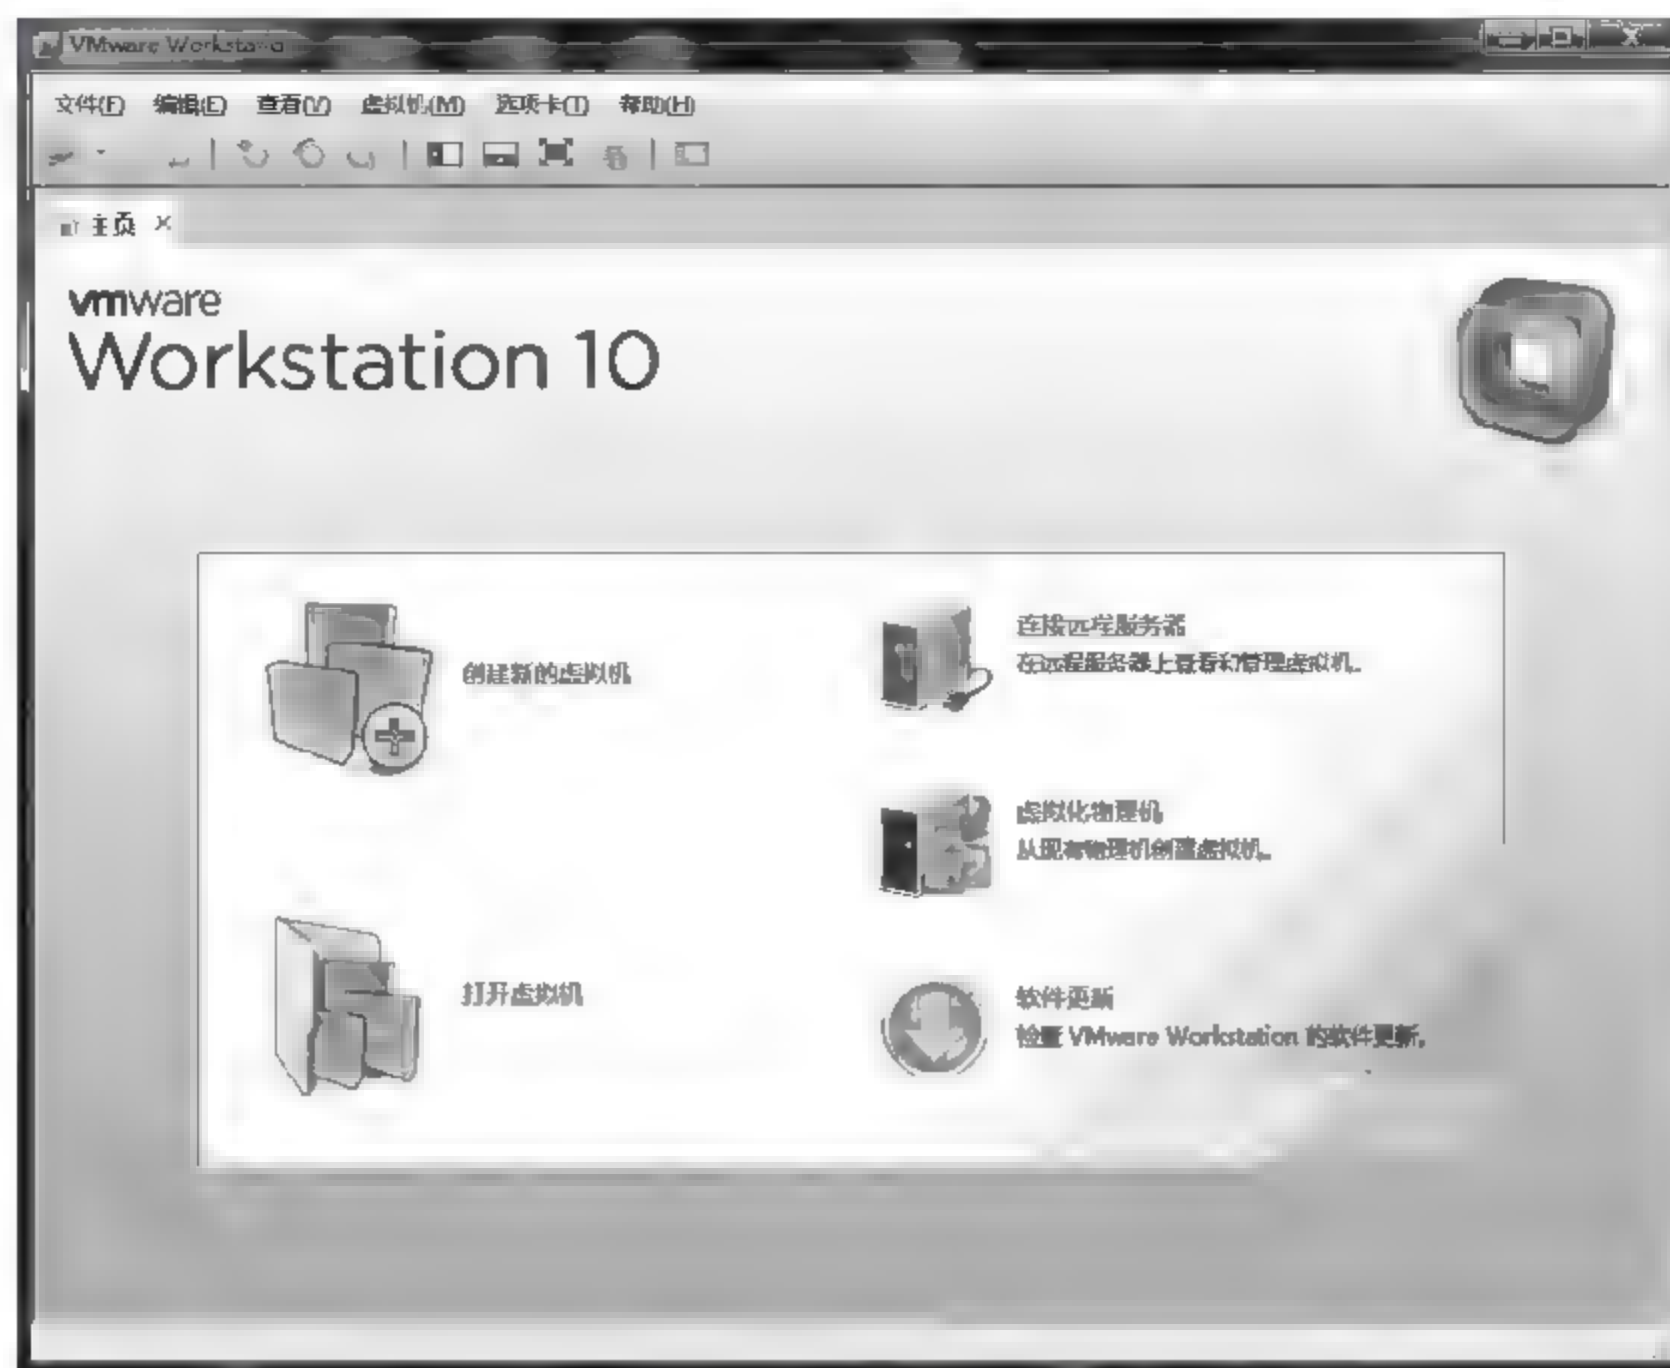 VMware Workstatio
文件(F) 编辑(E) 查看(V) 虚拟机(M) 选项卡(T) 帮助(H)
主页 ×
vmware
Workstation 10
创建新的虚拟机
打开虚拟机
连接远程服务器
在远程服务器上查看和管理虚拟机。
虚拟化物理机
从现有物理机创建虚拟机。
软件更新
检查 VMware Workstation 的软件更新。